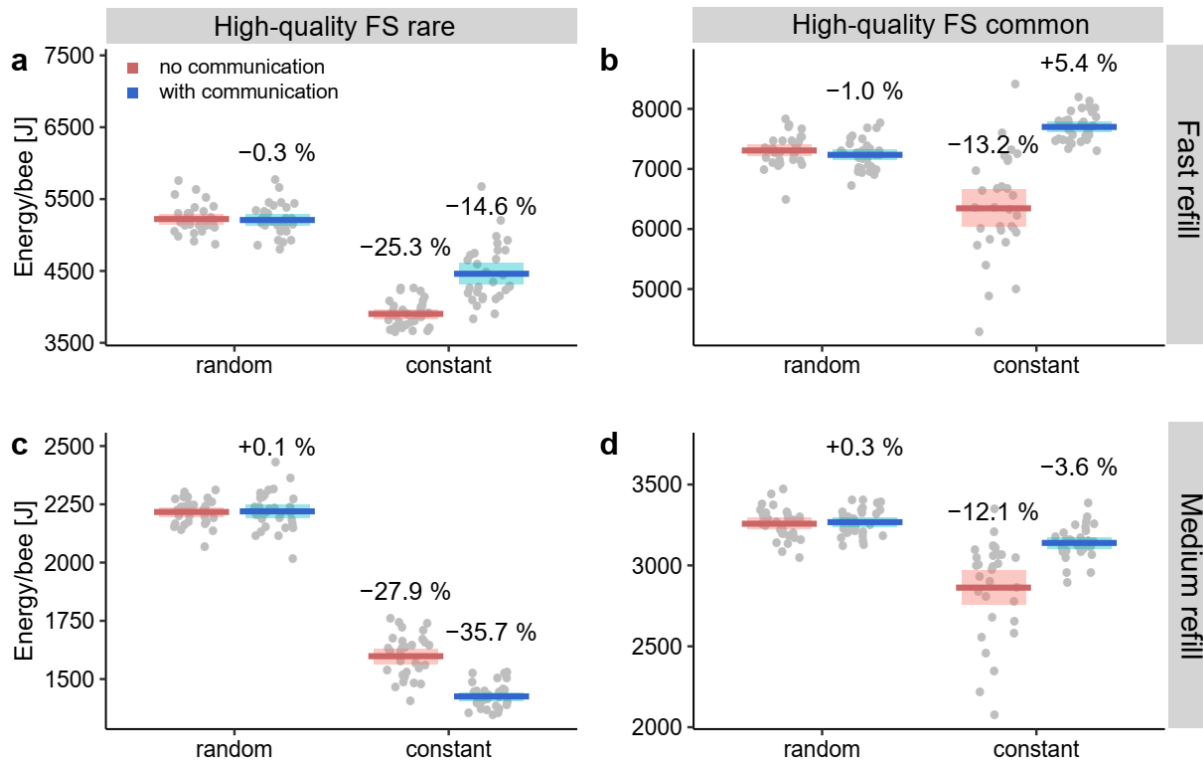 High-quality FS rare
High-quality FS common
a
7500
6500
5500
4500
3500
Energy/bee [J]
no communication
with communication
−0.3 %
−25.3 %
−14.6 %
random
constant
b
8000
7000
6000
5000
−1.0 %
−13.2 %
+5.4 %
random
constant
Fast refill
c
2500
2250
2000
1750
1500
Energy/bee [J]
+0.1 %
−27.9 %
−35.7 %
random
constant
d
3500
3000
2500
2000
+0.3 %
−12.1 %
−3.6 %
random
constant
Medium refill